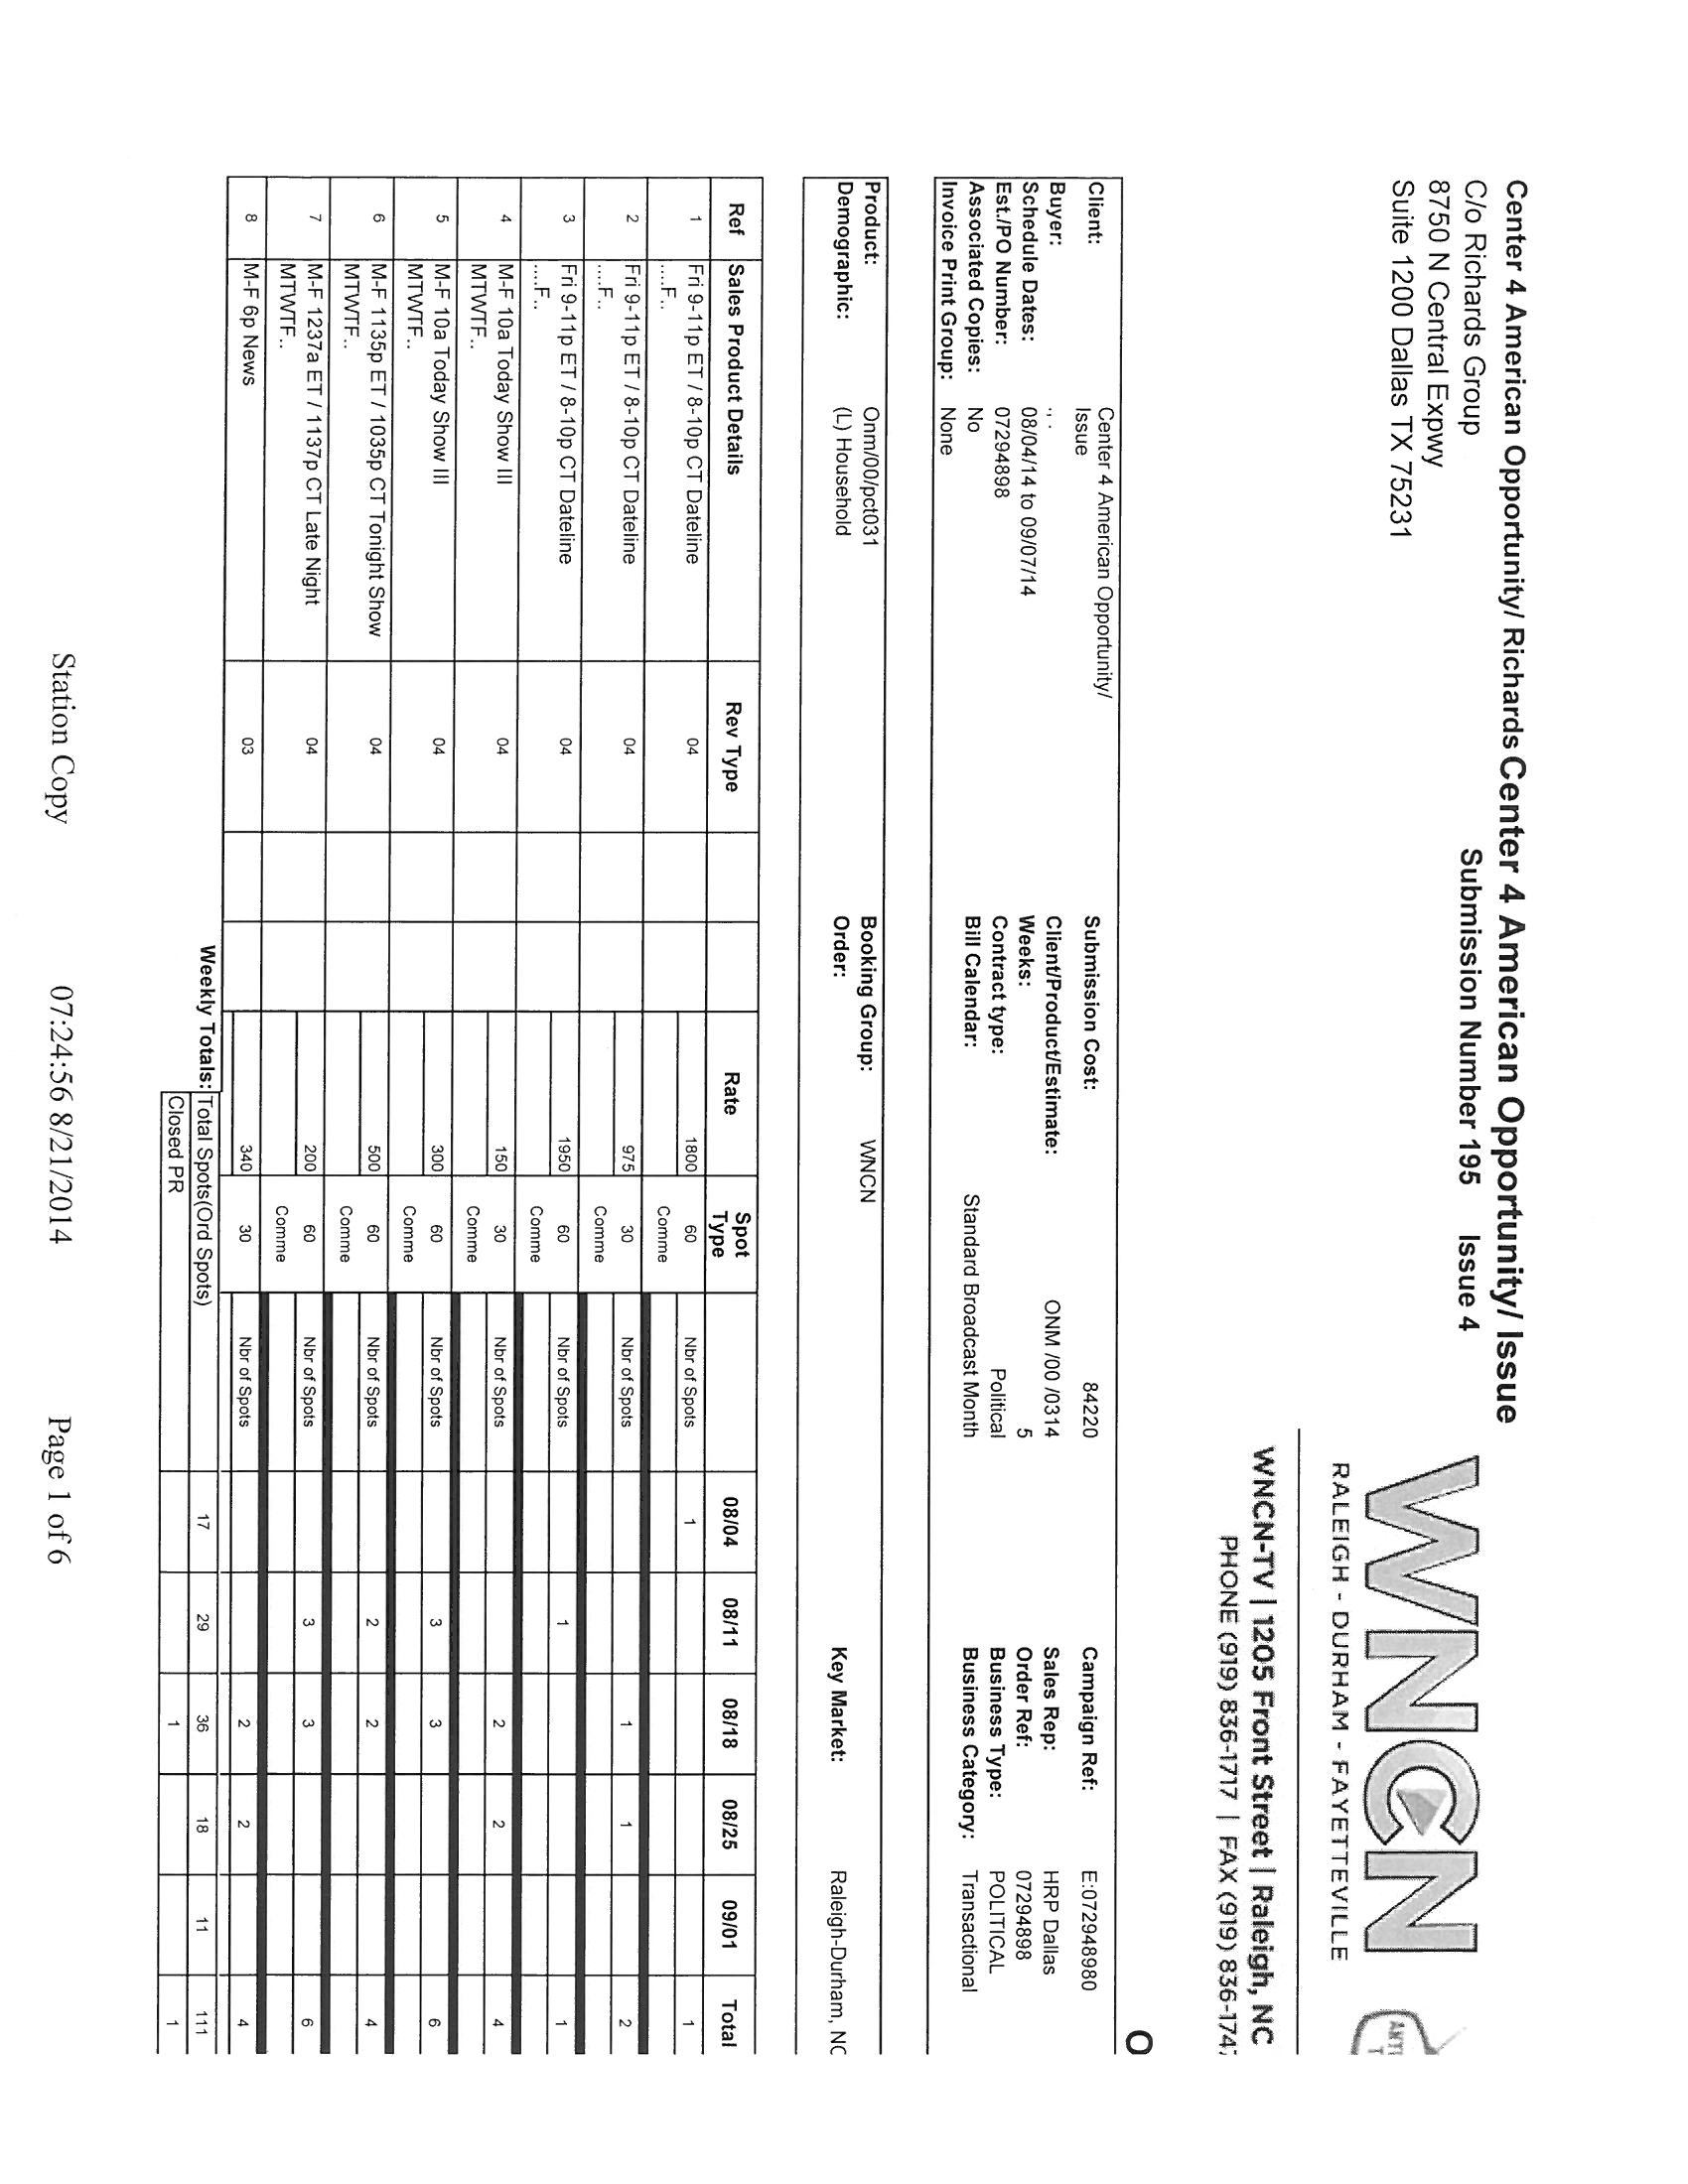 Center 4 American Opportunity/ Richards Center 4 American Opportunity/ Issue
C/o Richards Group
8750 N Central Expwy
Suite 1200 Dallas TX 75231
Submission Number 195 Issue 4
WNCN
RALEIGH - DURHAM - FAYETTEVILLE
WNCN-TV | 1205 Front Street | Raleigh, NC
PHONE (919) 836-1717 | FAX (919) 836-174
O
Client: Center 4 American Opportunity/ Issue Submission Cost: 84220 Campaign Ref: E:072948980
Buyer: ., . Client/Product/Estimate: ONM /00 /0314 Sales Rep: HRP Dallas
Schedule Dates: 08/04/14 to 09/07/14 Weeks: 5 Order Ref: 07294898
Est./PO Number: 07294898 Contract type: Political Business Type: POLITICAL
Associated Copies: No Bill Calendar: Standard Broadcast Month Business Category: Transactional
Invoice Print Group: None
Product: Onm/00/pct031 Booking Group: WNCN
Demographic: (L) Household Order: Key Market: Raleigh-Durham, NC
Ref Sales Product Details Rev Type Rate Spot Type 08/04 08/11 08/18 08/25 09/01 Total
1 Fri 9-11p ET / 8-10p CT Dateline 04 1800 60 Nbr of Spots 1 1
....F.. Comme
2 Fri 9-11p ET / 8-10p CT Dateline 04 975 30 Nbr of Spots 1 1 2
....F.. Comme
3 Fri 9-11p ET / 8-10p CT Dateline 04 1950 60 Nbr of Spots 1 1
....F.. Comme
4 M-F 10a Today Show III 04 150 30 Nbr of Spots 2 2 4
MTWTF.. Comme
5 M-F 10a Today Show III 04 300 60 Nbr of Spots 3 3 6
MTWTF.. Comme
6 M-F 1135p ET / 1035p CT Tonight Show 04 500 60 Nbr of Spots 2 2 4
MTWTF.. Comme
7 M-F 1237a ET / 1137p CT Late Night 04 200 60 Nbr of Spots 3 3 6
MTWTF.. Comme
8 M-F 6p News 03 340 30 Nbr of Spots 2 2 4
Weekly Totals: Total Spots(Ord Spots) 17 29 36 18 11 111
Closed PR 1 1
Station Copy 07:24:56 8/21/2014 Page 1 of 6